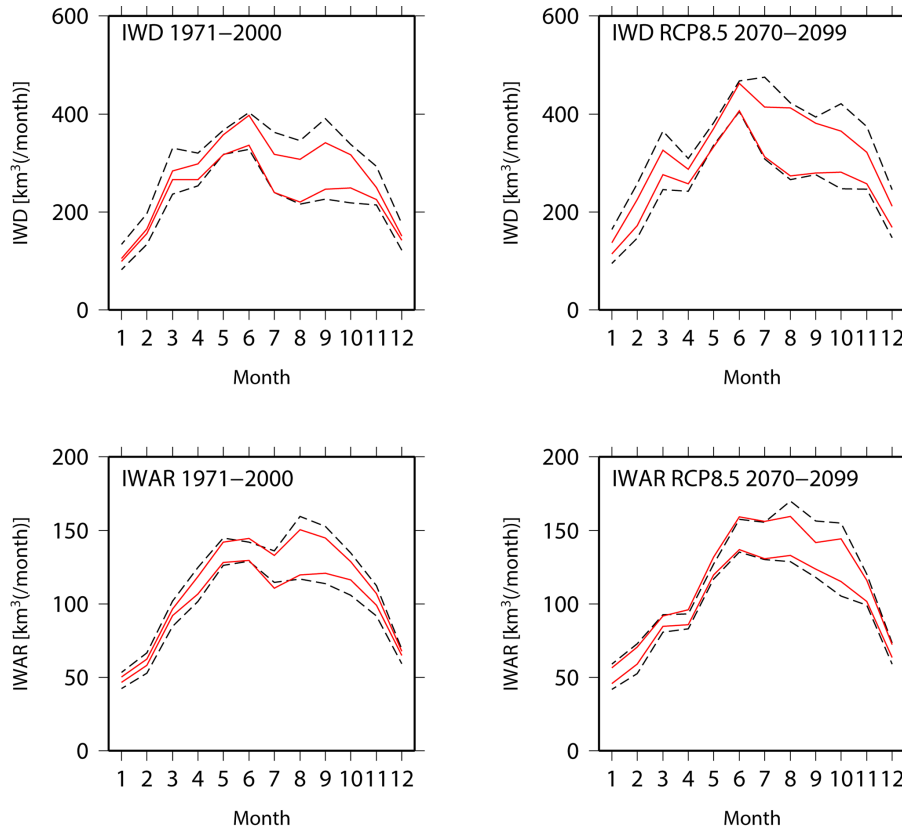 IWD 1971−2000
IWD [km3(/month)]
600
400
200
0
1 2 3 4 5 6 7 8 9 10 11 12
Month
IWD RCP8.5 2070−2099
IWD [km3(/month)]
600
400
200
0
1 2 3 4 5 6 7 8 9 10 11 12
Month
IWAR 1971−2000
IWAR [km3(/month)]
200
150
100
50
0
1 2 3 4 5 6 7 8 9 10 11 12
Month
IWAR RCP8.5 2070−2099
IWAR [km3(/month)]
200
150
100
50
0
1 2 3 4 5 6 7 8 9 10 11 12
Month